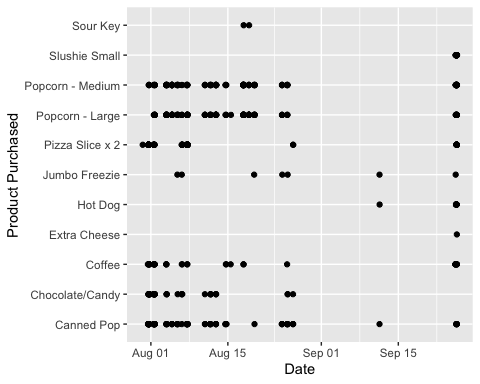 Sour Key
Slushie Small
Popcorn - Medium
Popcorn - Large
Pizza Slice x 2
Jumbo Freezie
Hot Dog
Extra Cheese
Coffee
Chocolate/Candy
Canned Pop
Product Purchased
Aug 01 Aug 15 Sep 01 Sep 15
Date